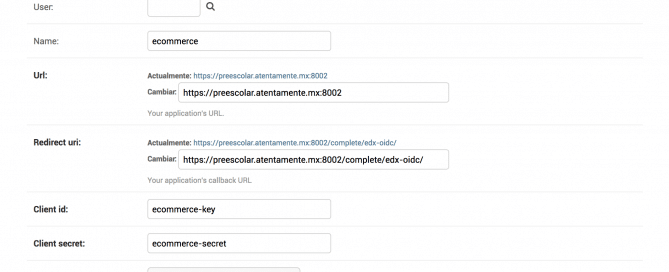 User:
Name: ecommerce
Url: Actualmente: https://preescolar.atentamente.mx:8002
Cambiar: https://preescolar.atentamente.mx:8002
Your application's URL.
Redirect uri: Actualmente: https://preescolar.atentamente.mx:8002/complete/edx-oidc/
Cambiar: https://preescolar.atentamente.mx:8002/complete/edx-oidc/
Your application's callback URL
Client id: ecommerce-key
Client secret: ecommerce-secret